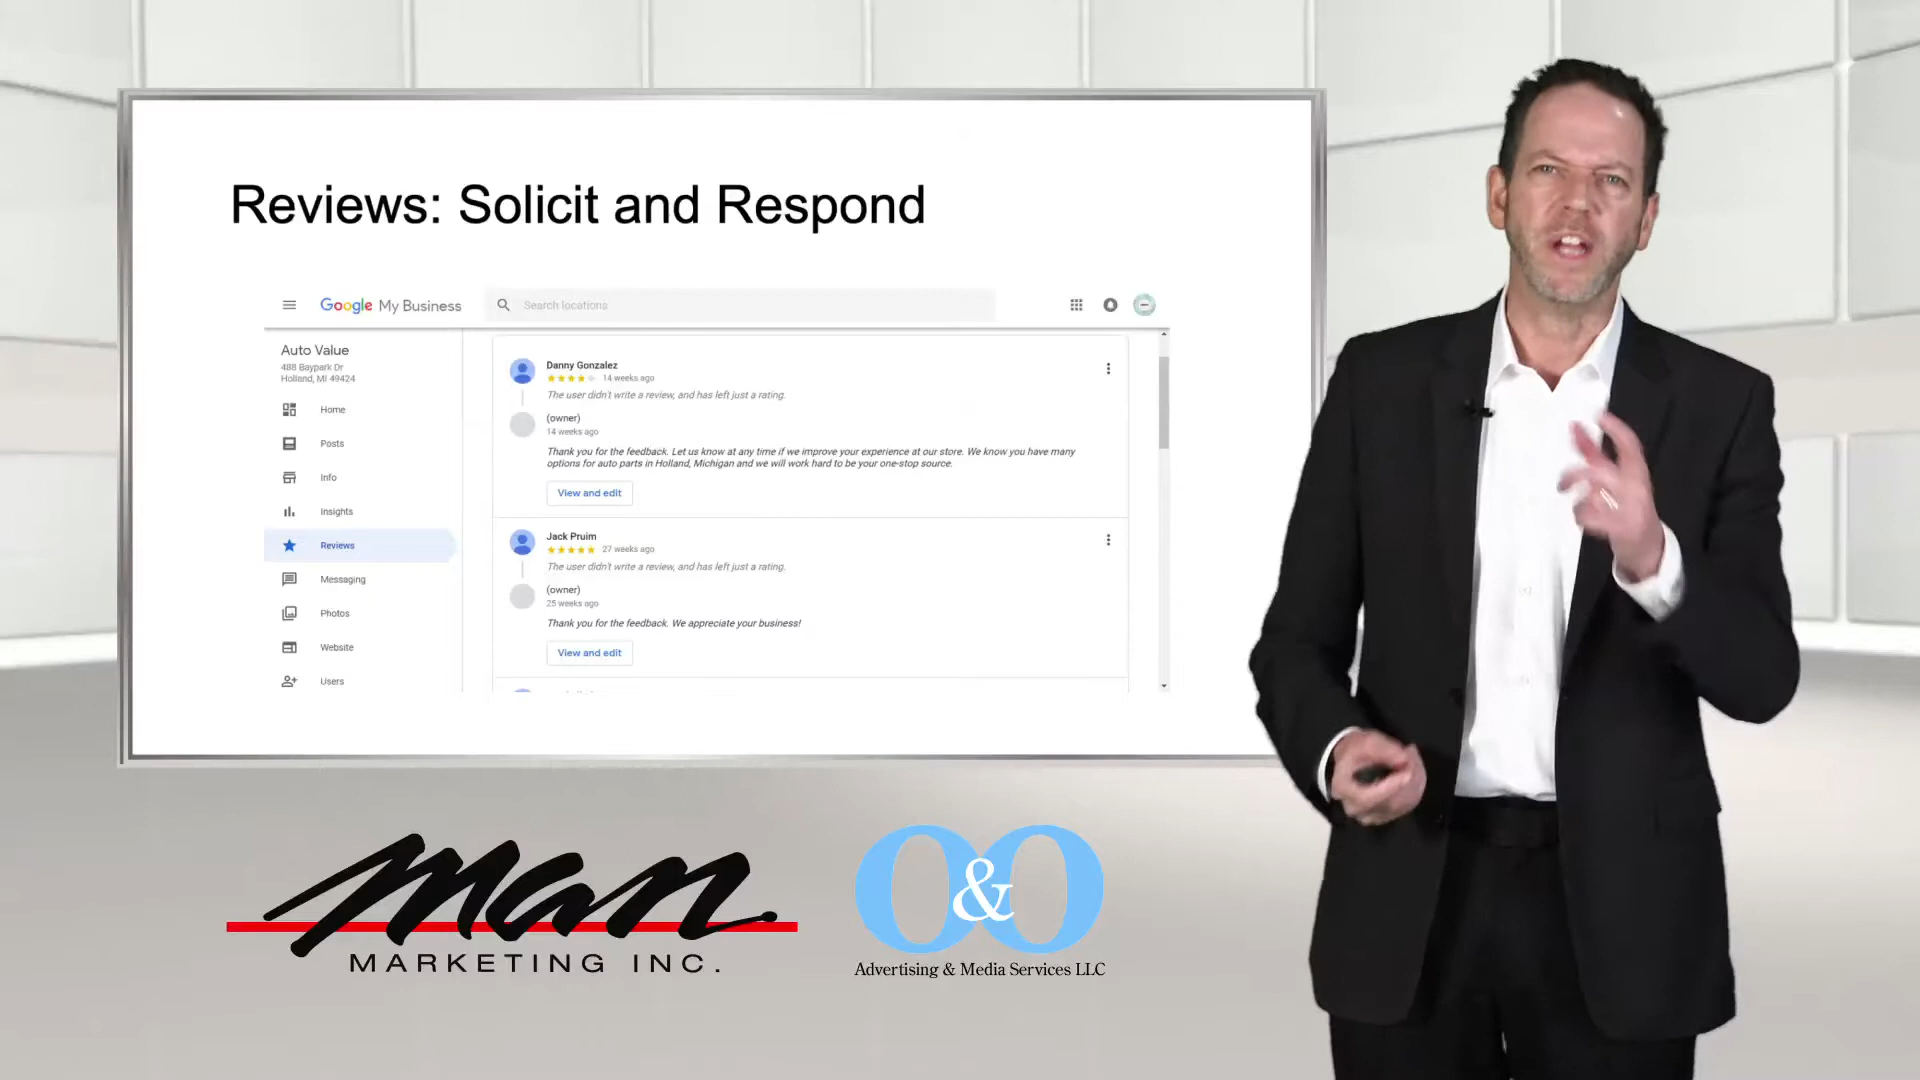 Reviews: Solicit and Respond
Google My Business
Search locations
Auto Value
488 Baypark Dr
Holland, MI 49424
Home
Posts
Info
Insights
Reviews
Messaging
Photos
Website
Users
Danny Gonzalez
14 weeks ago
The user didn't write a review, and has left just a rating.
(owner)
14 weeks ago
Thank you for the feedback. Let us know at any time if we improve your experience at our store. We know you have many
options for auto parts in Holland, Michigan and we will work hard to be your one-stop source.
View and edit
Jack Pruim
27 weeks ago
The user didn't write a review, and has left just a rating.
(owner)
25 weeks ago
Thank you for the feedback. We appreciate your business!
View and edit
man
MARKETING INC.
O&O
Advertising & Media Services LLC